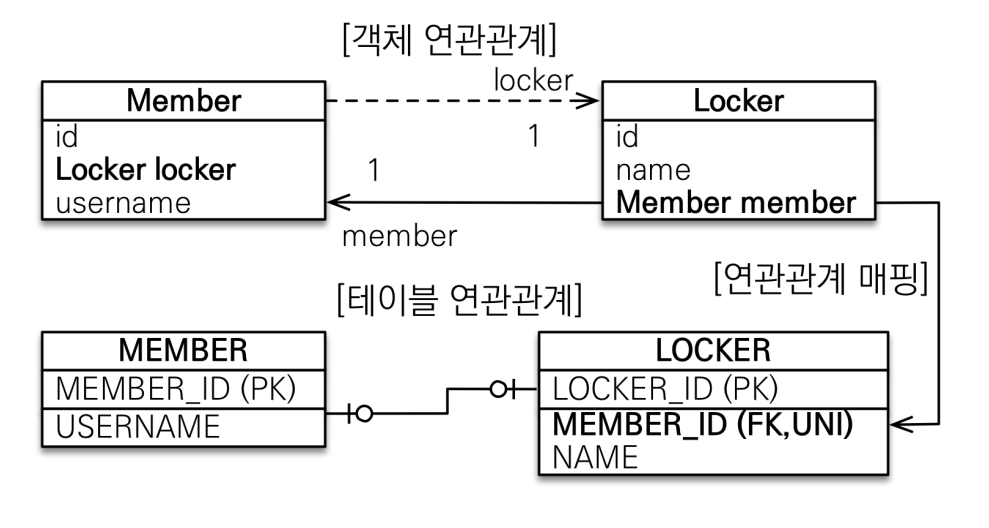 [객체 연관관계]
locker
Member
id
Locker locker
username
1
1
member
Locker
id
name
Member member
[연관관계 매핑]
[테이블 연관관계]
MEMBER
MEMBER_ID (PK)
USERNAME
LOCKER
LOCKER_ID (PK)
MEMBER_ID (FK,UNI)
NAME